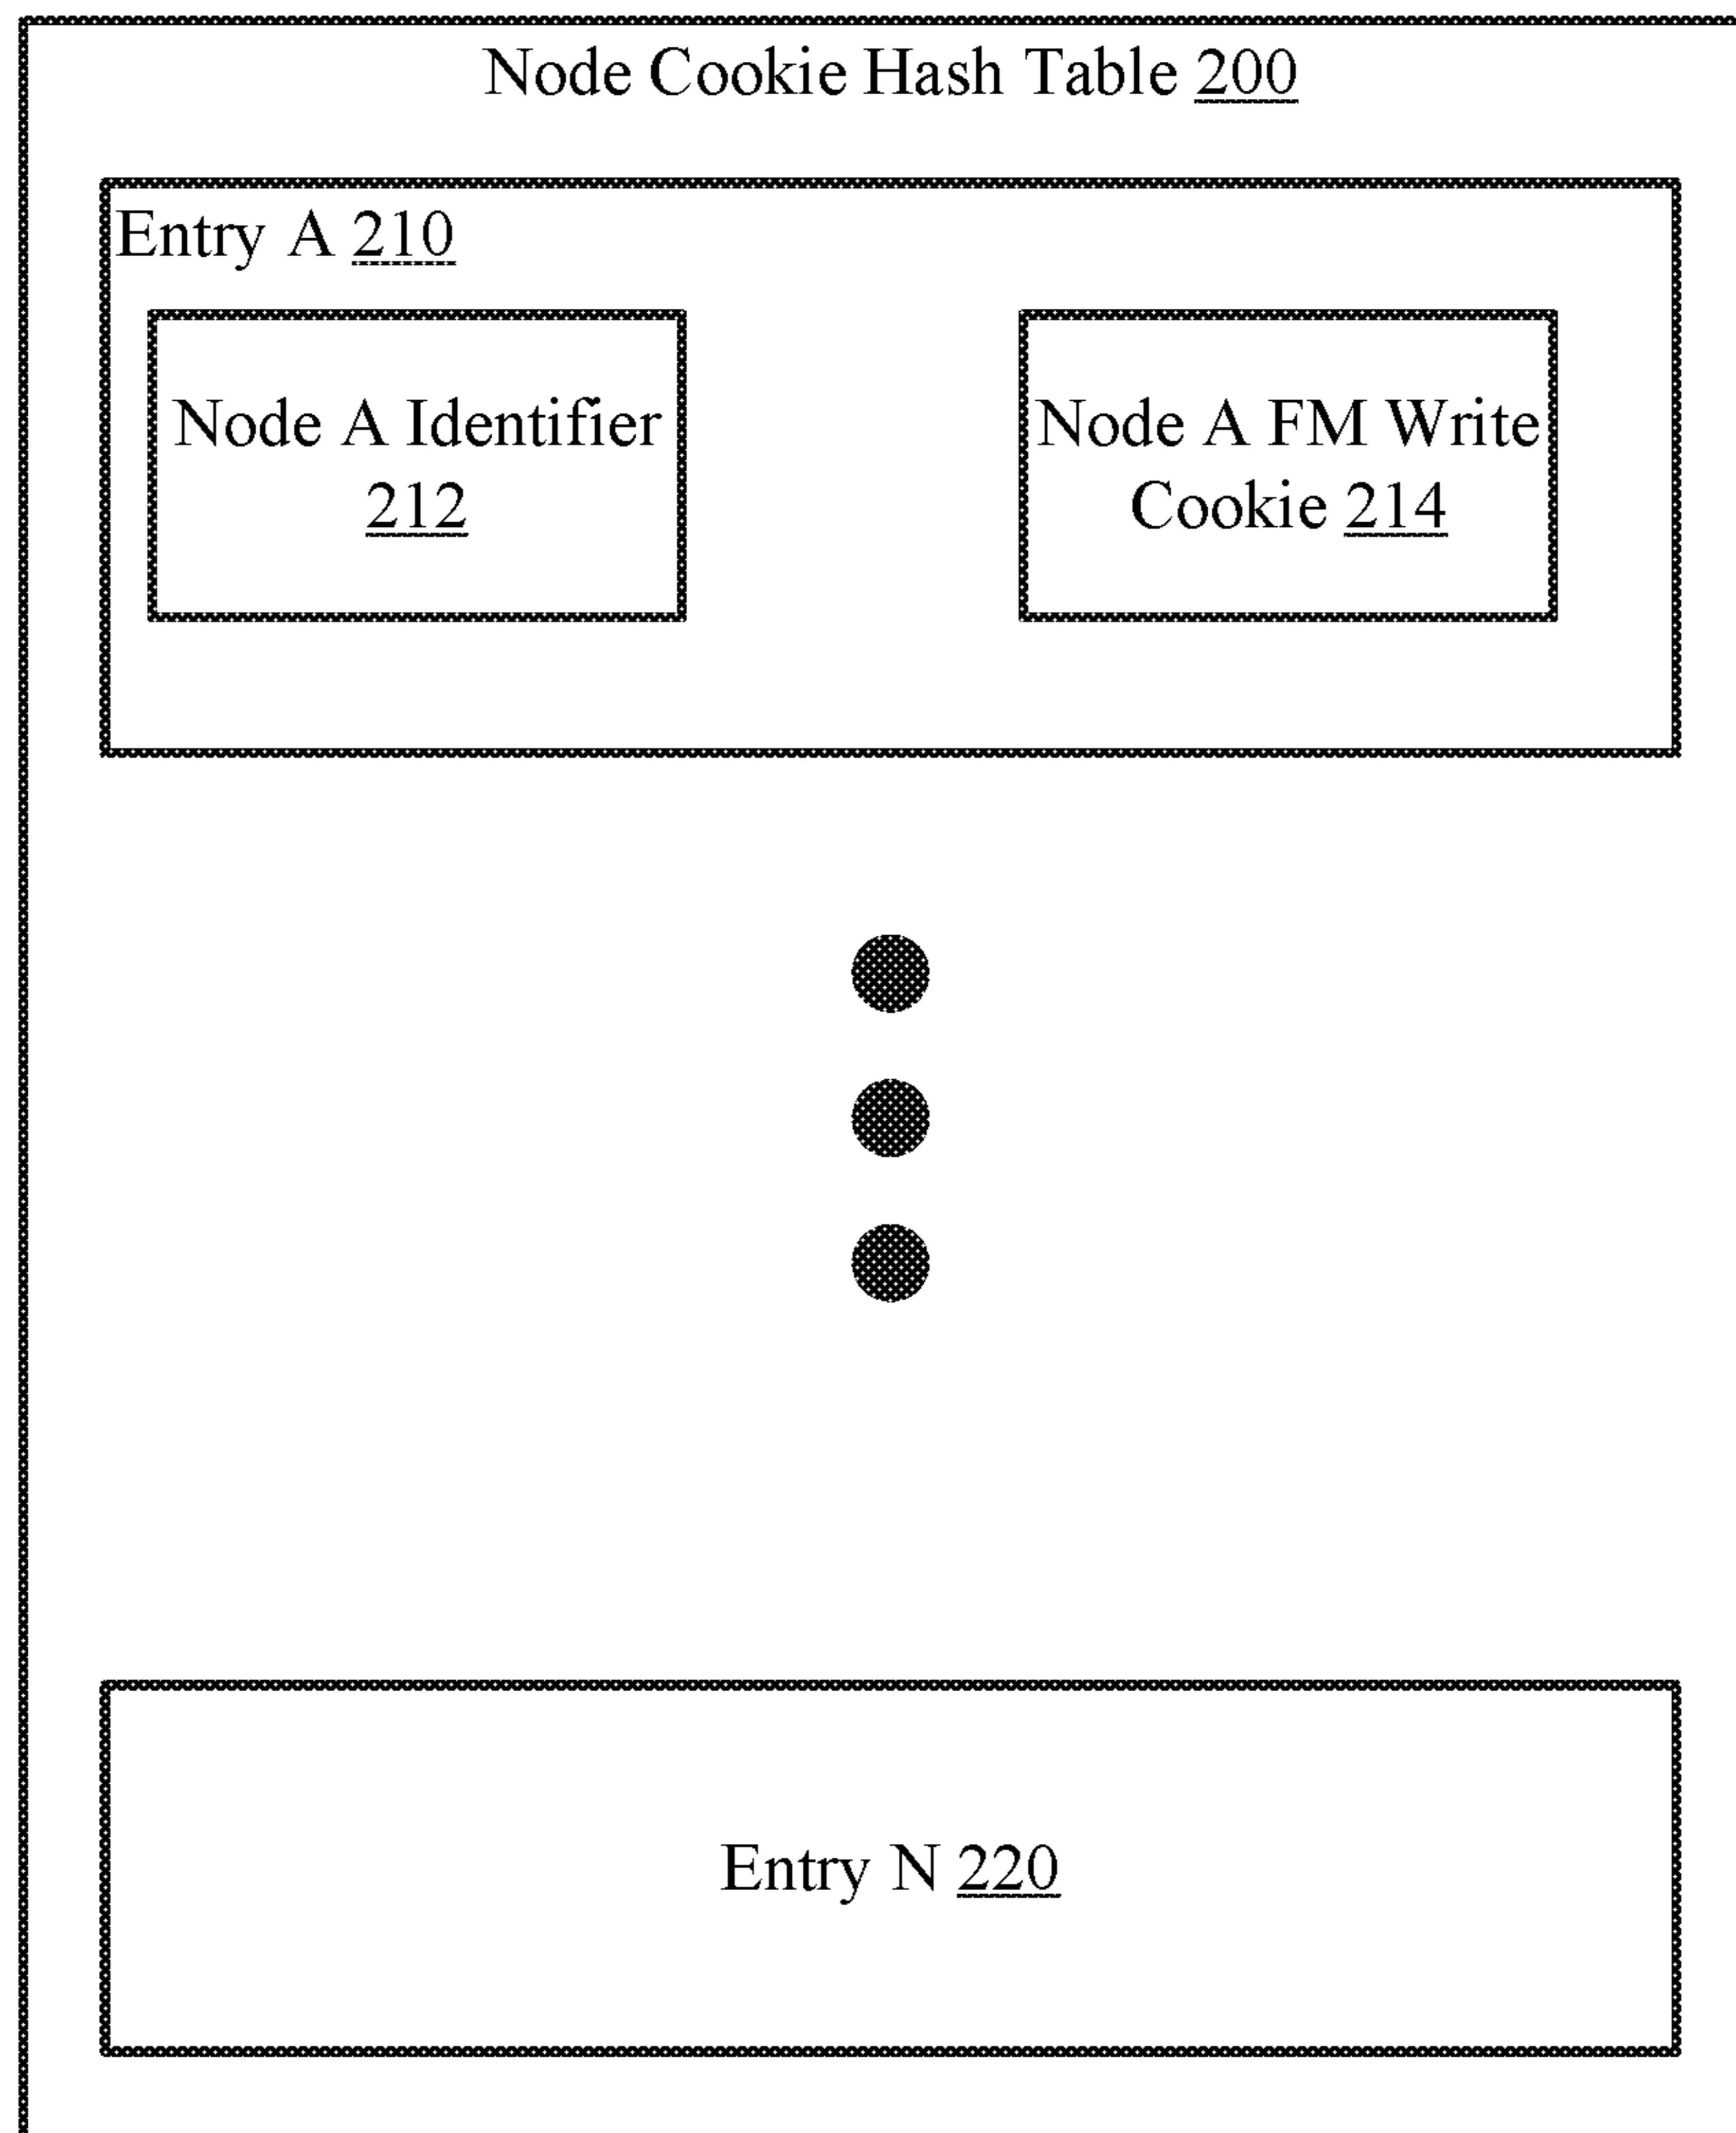 Node Cookie Hash Table 200
Entry A 210
Node A Identifier
212
Node A FM Write
Cookie 214
Entry N 220